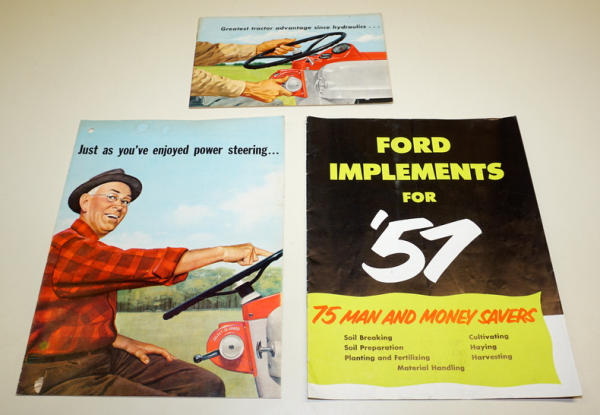 Greatest tractor advantage since hydraulics . . .
Just as you've enjoyed power steering...
FORD
IMPLEMENTS
FOR
'57
75 MAN AND MONEY SAVERS
Soil Breaking
Soil Preparation
Planting and Fertilizing
Cultivating
Haying
Harvesting
Material Handling